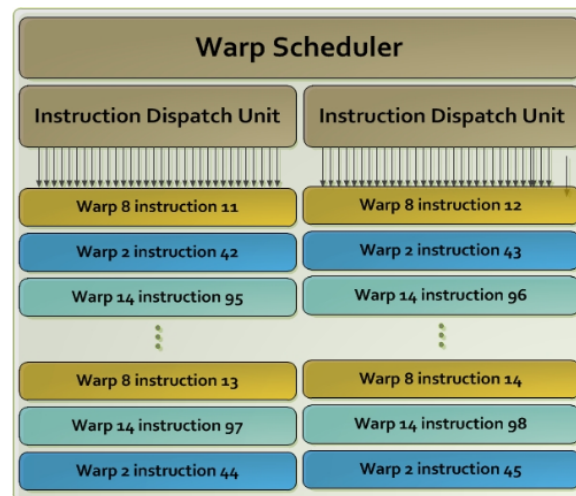 Warp Scheduler
Instruction Dispatch Unit
Instruction Dispatch Unit
Warp 8 instruction 11
Warp 8 instruction 12
Warp 2 instruction 42
Warp 2 instruction 43
Warp 14 instruction 95
Warp 14 instruction 96
Warp 8 instruction 13
Warp 8 instruction 14
Warp 14 instruction 97
Warp 14 instruction 98
Warp 2 instruction 44
Warp 2 instruction 45